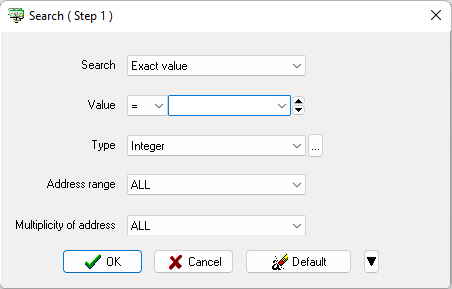 Search ( Step 1 )
Search Exact value
Value =
Type Integer ...
Address range ALL
Multiplicity of address ALL
OK Cancel Default